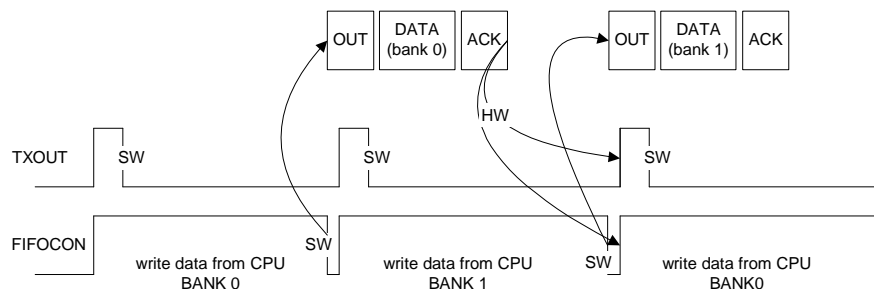 OUT
DATA
(bank 0)
ACK
OUT
DATA
(bank 1)
ACK
HW
TXOUT
SW
SW
SW
FIFOCON
SW
SW
write data from CPU
BANK 0
write data from CPU
BANK 1
write data from CPU
BANK0